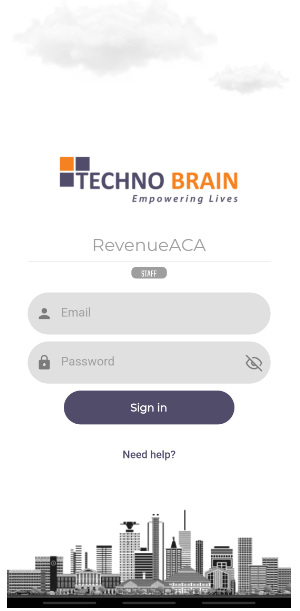 TECHNO BRAIN
Empowering Lives
RevenueACA
STAFF
Email
Password
Sign in
Need help?